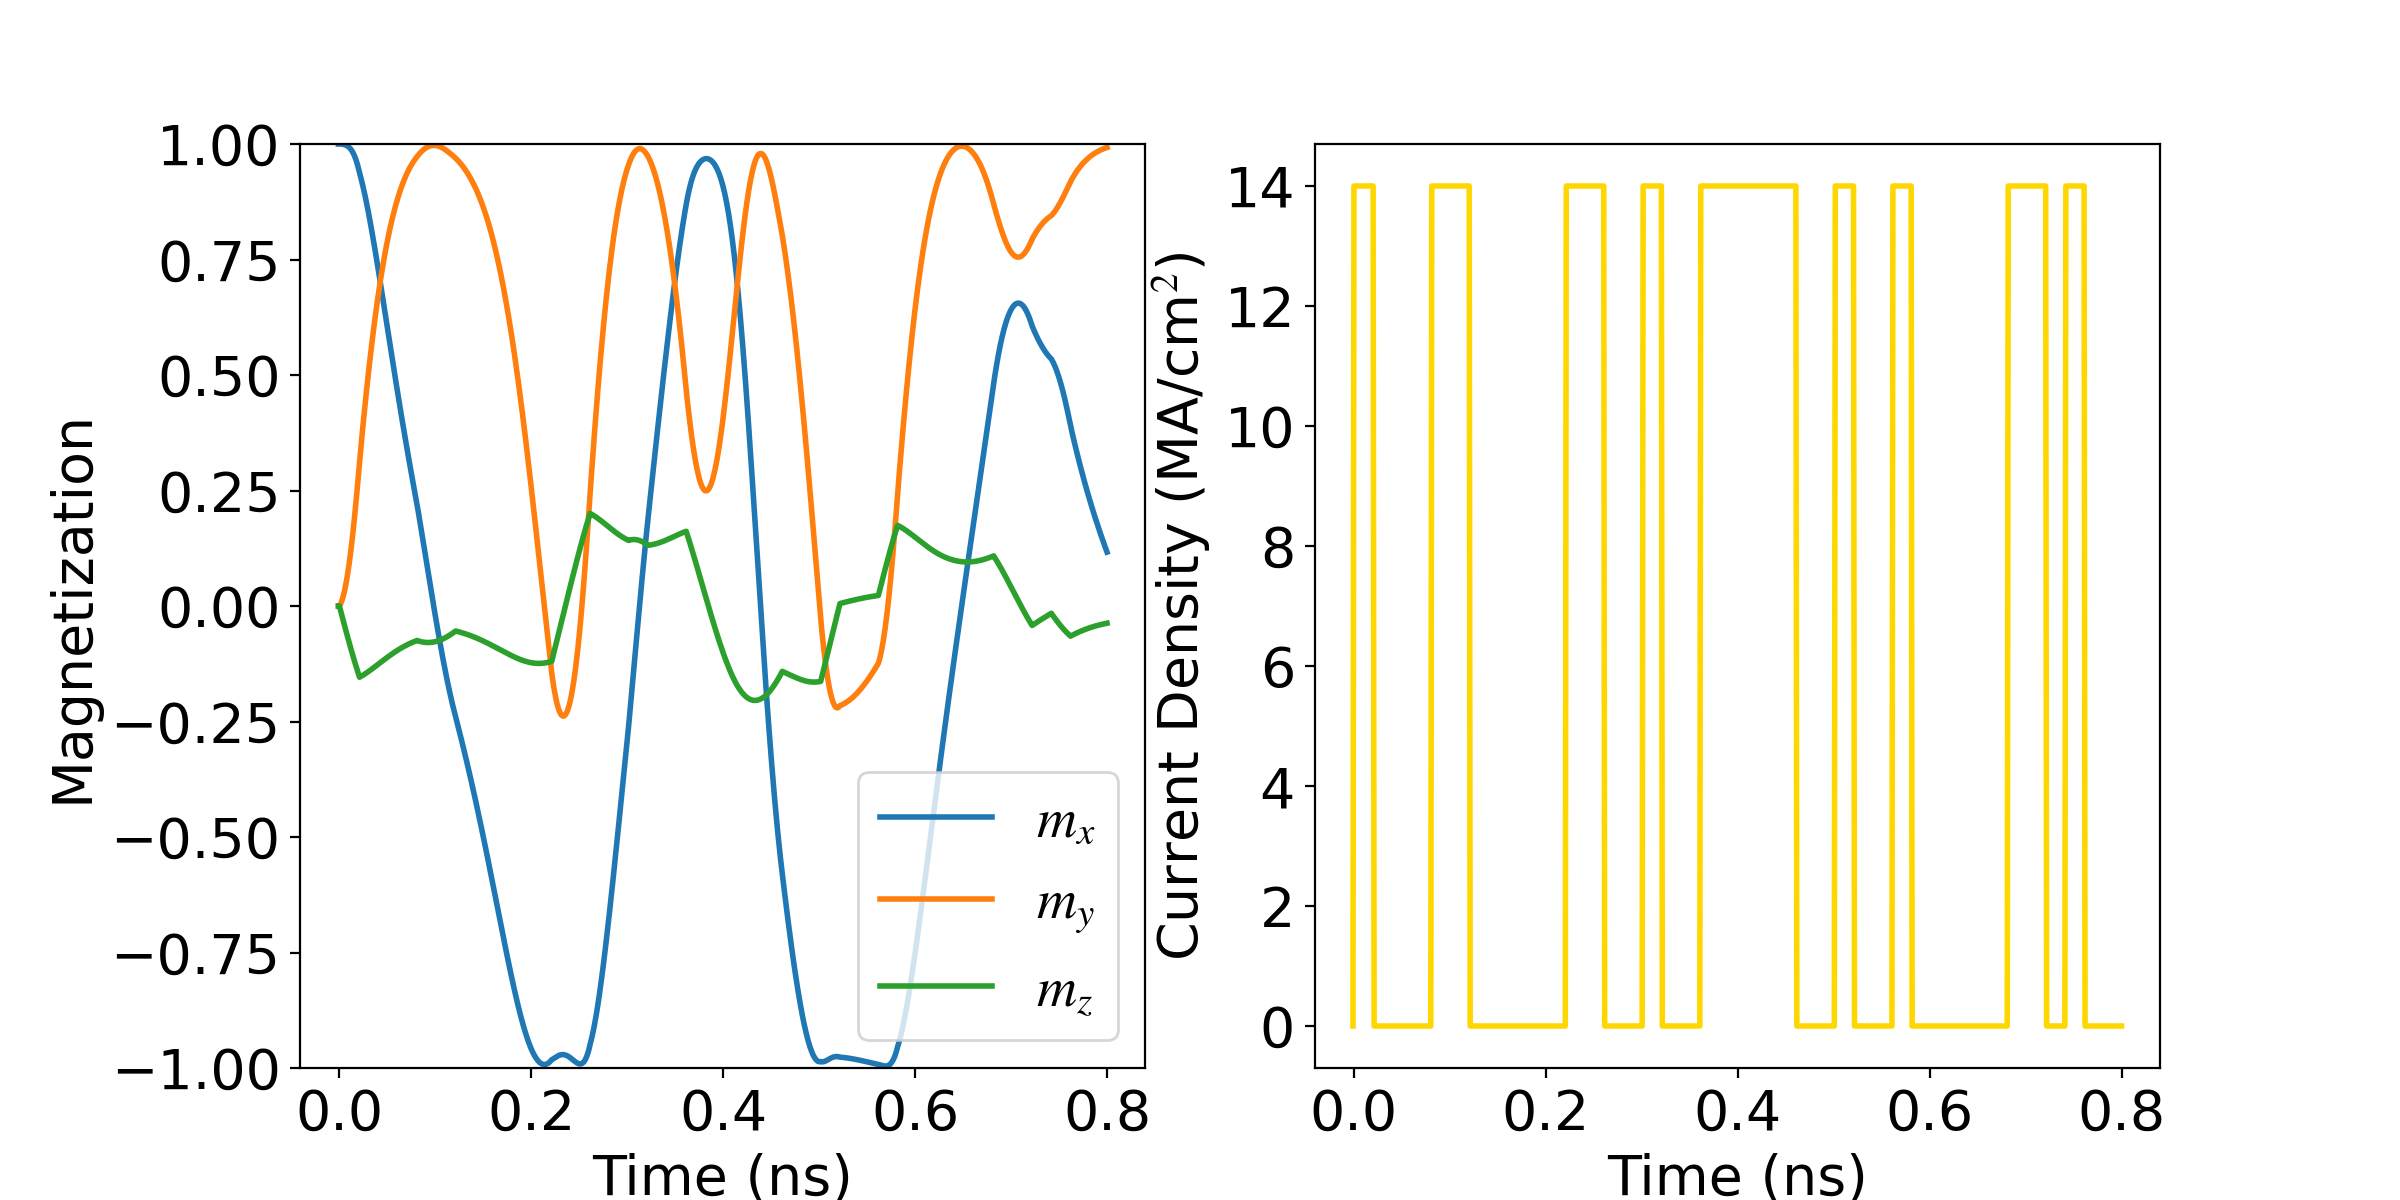 1.00
0.75
0.50
0.25
0.00
−0.25
−0.50
−0.75
−1.00
Magnetization
0.0 0.2 0.4 0.6 0.8
Time (ns)
m_x
m_y
m_z
14
12
10
8
6
4
2
0
Current Density (MA/cm²)
0.0 0.2 0.4 0.6 0.8
Time (ns)